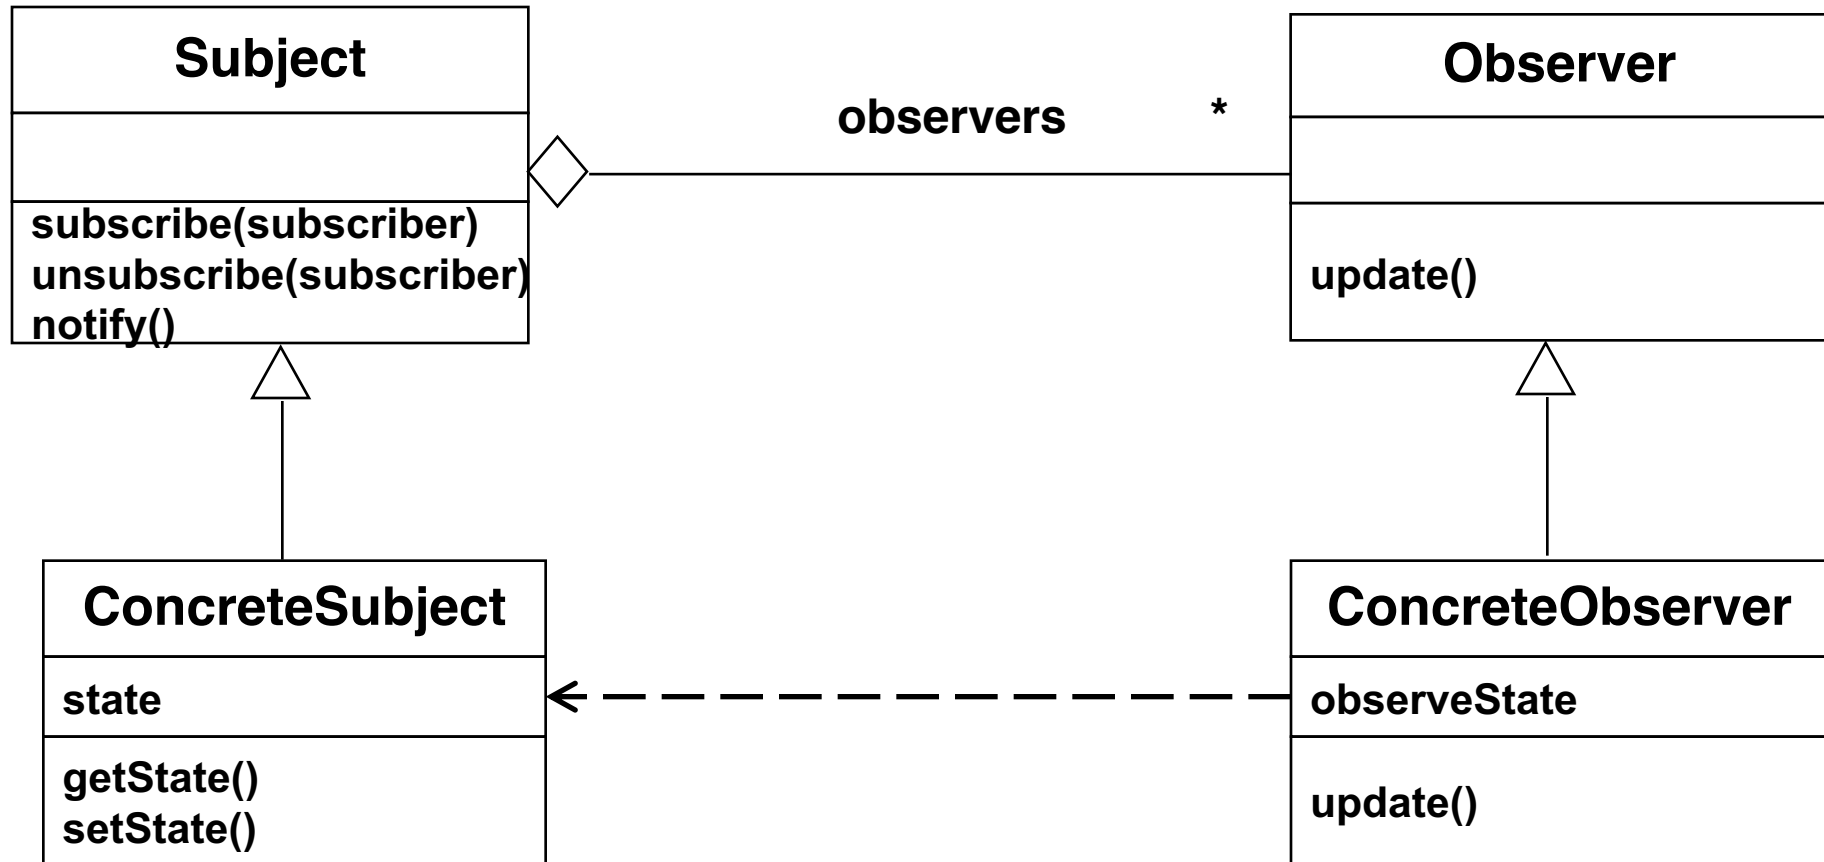 Subject
subscribe(subscriber)
unsubscribe(subscriber)
notify()
observers *
Observer
update()
ConcreteSubject
state
getState()
setState()
ConcreteObserver
observeState
update()